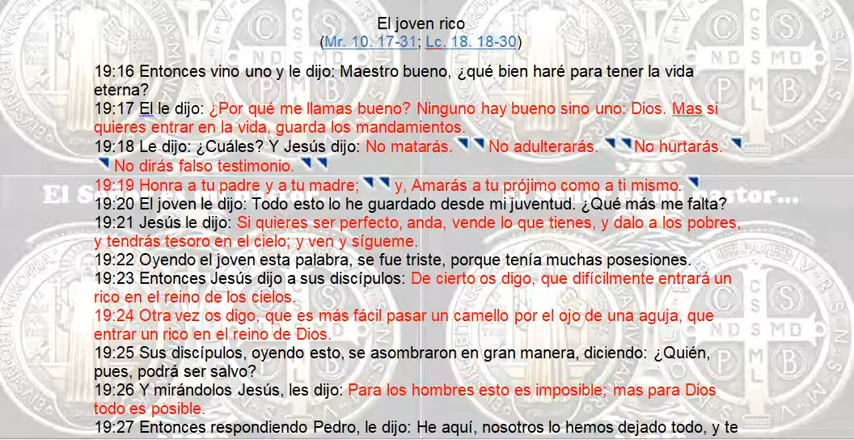 El joven rico
(Mr. 10. 17-31; Lc. 18. 18-30)
19:16 Entonces vino uno y le dijo: Maestro bueno, ¿qué bien haré para tener la vida
eterna?
19:17 El le dijo: ¿Por qué me llamas bueno? Ninguno hay bueno sino uno: Dios. Mas si
quieres entrar en la vida, guarda los mandamientos.
19:18 Le dijo: ¿Cuáles? Y Jesús dijo: No matarás. No adulterarás. No hurtarás.
No dirás falso testimonio.
19:19 Honra a tu padre y a tu madre; y, Amarás a tu prójimo como a ti mismo.
19:20 El joven le dijo: Todo esto lo he guardado desde mi juventud. ¿Qué más me falta?
19:21 Jesús le dijo: Si quieres ser perfecto, anda, vende lo que tienes, y dalo a los pobres,
y tendrás tesoro en el cielo; y ven y sígueme.
19:22 Oyendo el joven esta palabra, se fue triste, porque tenía muchas posesiones.
19:23 Entonces Jesús dijo a sus discípulos: De cierto os digo, que difícilmente entrará un
rico en el reino de los cielos.
19:24 Otra vez os digo, que es más fácil pasar un camello por el ojo de una aguja, que
entrar un rico en el reino de Dios.
19:25 Sus discípulos, oyendo esto, se asombraron en gran manera, diciendo: ¿Quién,
pues, podrá ser salvo?
19:26 Y mirándolos Jesús, les dijo: Para los hombres esto es imposible; mas para Dios
todo es posible.
19:27 Entonces respondiendo Pedro, le dijo: He aquí, nosotros lo hemos dejado todo, y te